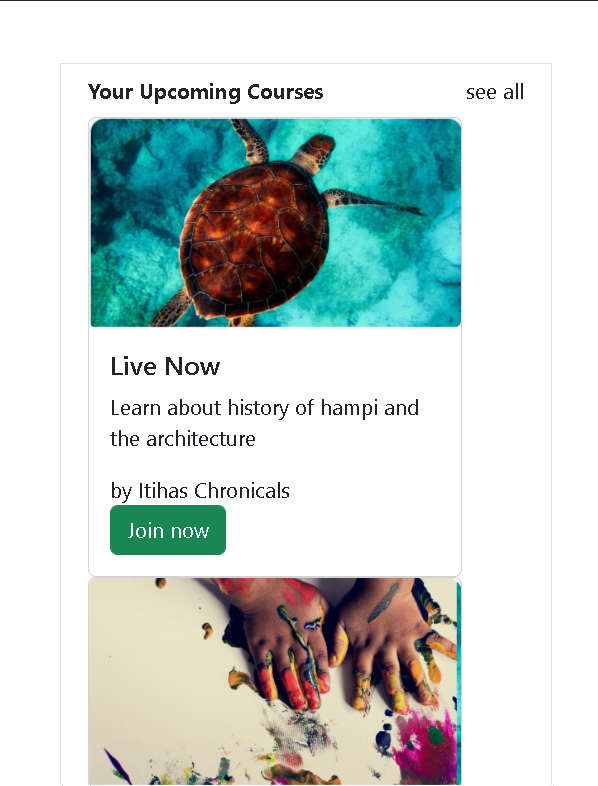 Your Upcoming Courses see all
Live Now
Learn about history of hampi and
the architecture
by Itihas Chronicals
Join now